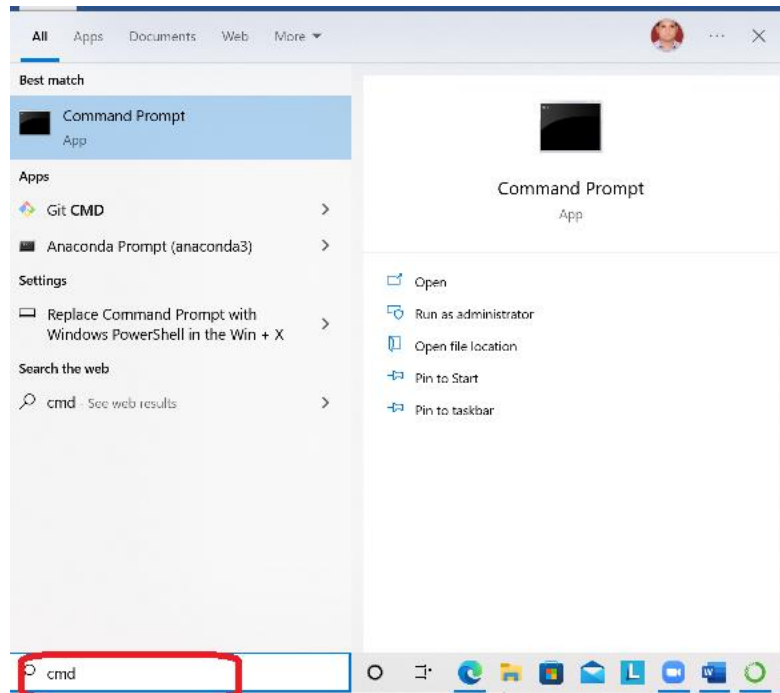 All Apps Documents Web More
Best match
Command Prompt
App
Apps
Git CMD
Anaconda Prompt (anaconda3)
Settings
Replace Command Prompt with
Windows PowerShell in the Win + X
Search the web
cmd - See web results
cmd
Command Prompt
App
Open
Run as administrator
Open file location
Pin to Start
Pin to taskbar
L
W